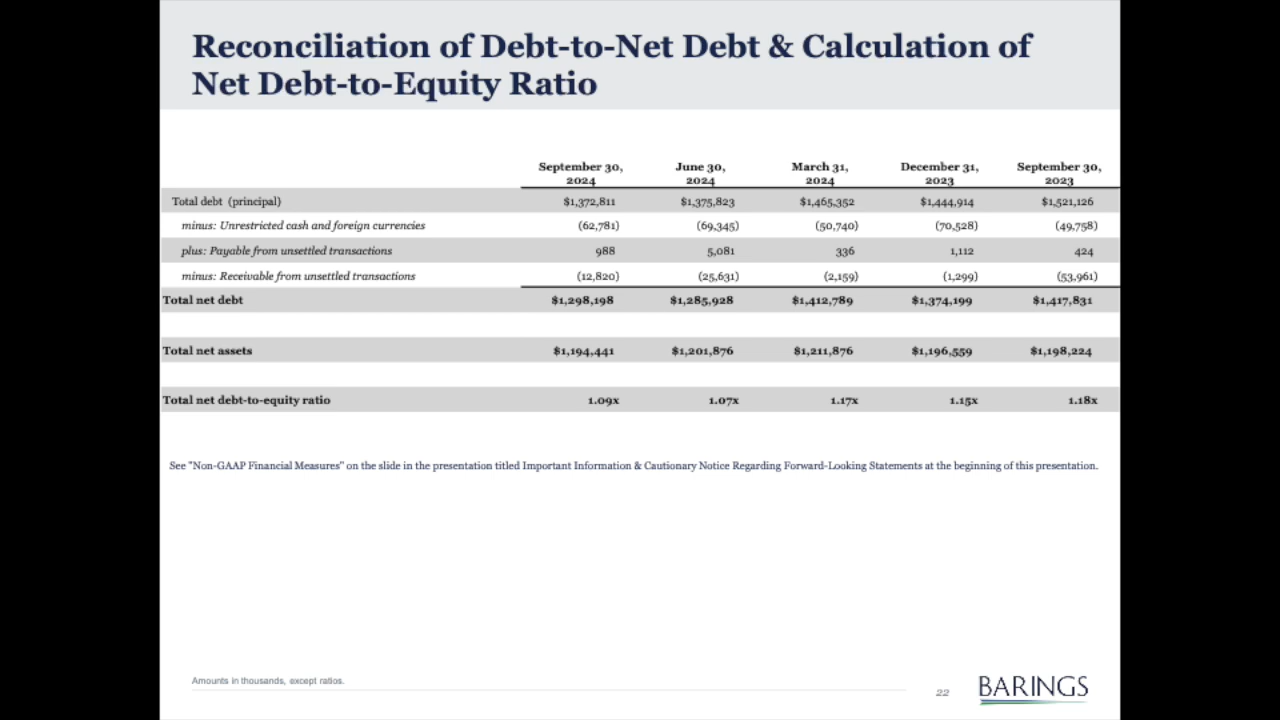 Reconciliation of Debt-to-Net Debt & Calculation of
Net Debt-to-Equity Ratio
September 30, June 30, March 31, December 31, September 30,
2024 2024 2024 2023 2023
Total debt (principal) $1,372,811 $1,375,823 $1,465,352 $1,444,914 $1,521,126
minus: Unrestricted cash and foreign currencies (62,781) (69,345) (50,740) (70,528) (49,758)
plus: Payable from unsettled transactions 988 5,081 336 1,112 424
minus: Receivable from unsettled transactions (12,820) (25,631) (2,159) (1,299) (53,961)
Total net debt $1,298,198 $1,285,928 $1,412,789 $1,374,199 $1,417,831
Total net assets $1,194,441 $1,201,876 $1,211,876 $1,196,559 $1,198,224
Total net debt-to-equity ratio 1.09x 1.07x 1.17x 1.15x 1.18x
See "Non-GAAP Financial Measures" on the slide in the presentation titled Important Information & Cautionary Notice Regarding Forward-Looking Statements at the beginning of this presentation.
Amounts in thousands, except ratios.
22
BARINGS